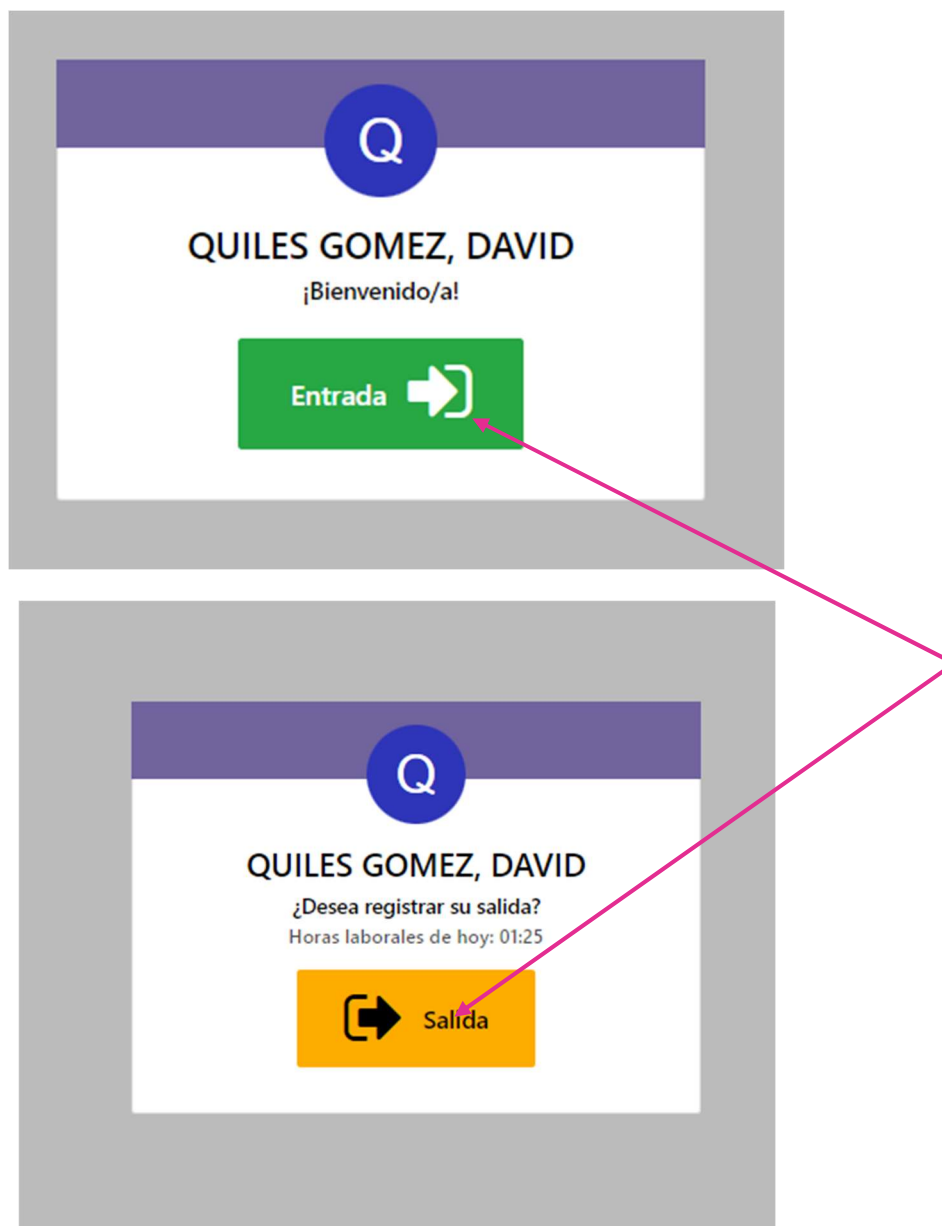 Q
QUILES GOMEZ, DAVID
¡Bienvenido/a!
Entrada
Q
QUILES GOMEZ, DAVID
¿Desea registrar su salida?
Horas laborales de hoy: 01:25
Salida